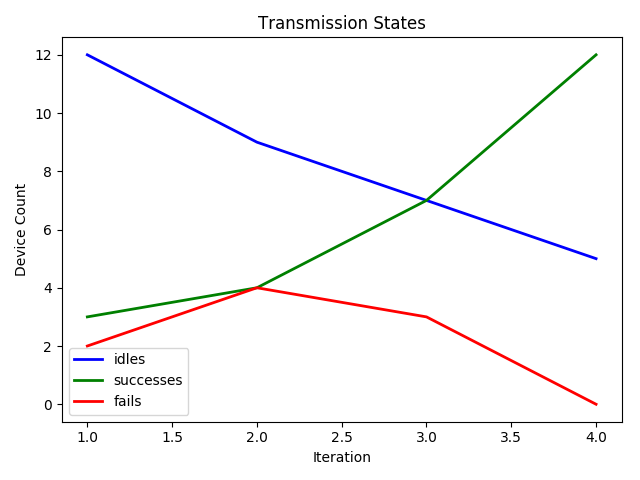 Transmission States
Device Count
12
10
8
6
4
2
0
idles
successes
fails
1.0 1.5 2.0 2.5 3.0 3.5 4.0
Iteration